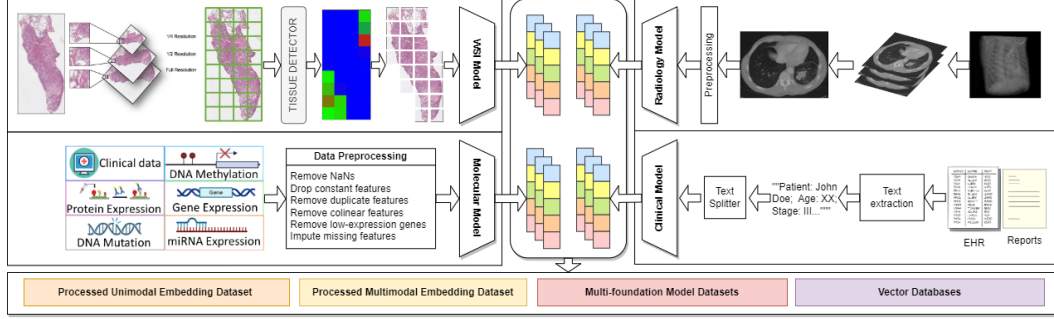 1/4 Resolution
1/2 Resolution
Full Resolution
TISSUE DETECTOR
WSI Model
Radiology Model
Preprocessing
Clinical data
DNA Methylation
Protein Expression
Gene
Gene Expression
DNA Mutation
miRNA Expression
Data Preprocessing
Remove NaNs
Drop constant features
Remove duplicate features
Remove colinear features
Remove low-expression genes
Impute missing features
Molecular Model
Clinical Model
Text
Splitter
""Patient: John
Doe; Age: XX;
Stage: III... """
Text
extraction
EHR
Reports
Processed Unimodal Embedding Dataset
Processed Multimodal Embedding Dataset
Multi-foundation Model Datasets
Vector Databases